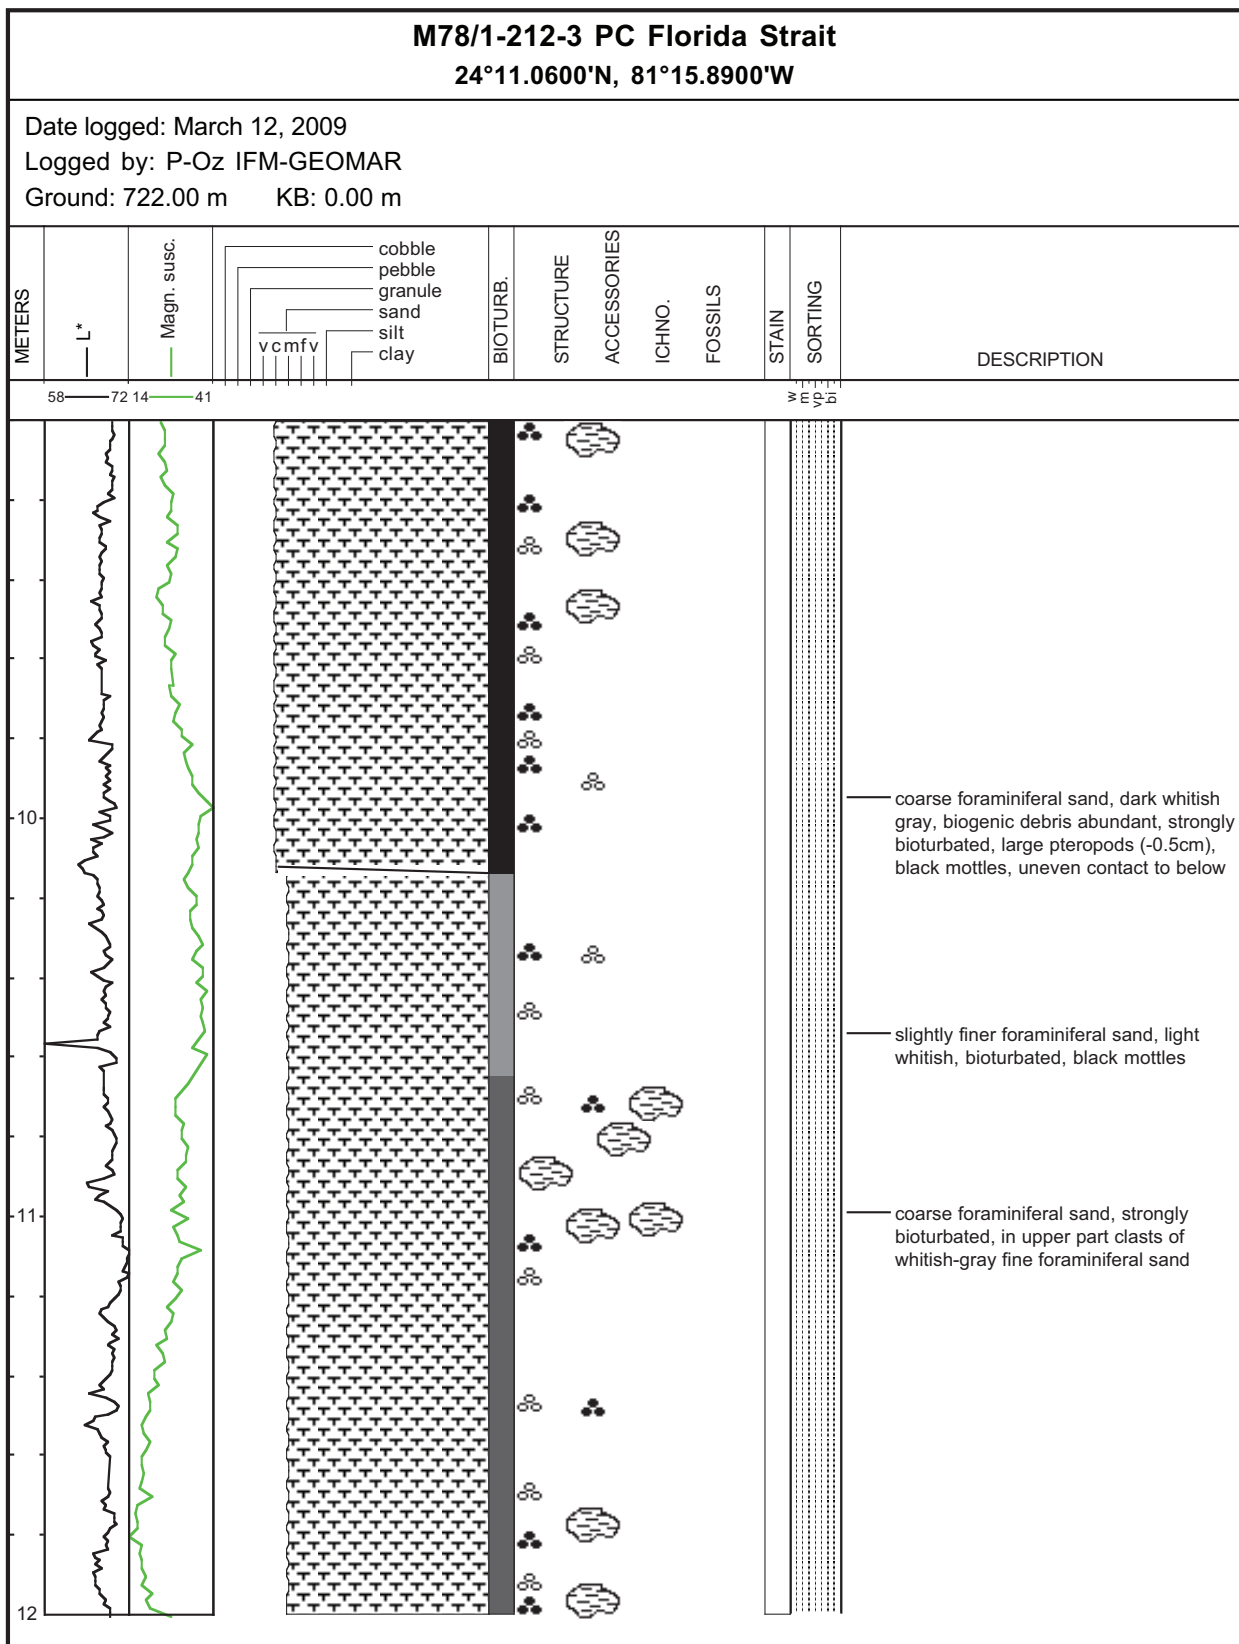 M78/1-212-3 PC Florida Strait
24°11.0600'N, 81°15.8900'W
Date logged: March 12, 2009
Logged by: P-Oz IFM-GEOMAR
Ground: 722.00 m KB: 0.00 m
METERS
L*
Magn. susc.
cobble
pebble
granule
sand
silt
clay
v c m f v
BIOTURB.
STRUCTURE
ACCESSORIES
ICHNO.
FOSSILS
STAIN
SORTING
DESCRIPTION
58 72 14 41
w
m
vp
bi
10
coarse foraminiferal sand, dark whitish
gray, biogenic debris abundant, strongly
bioturbated, large pteropods (-0.5cm),
black mottles, uneven contact to below
slightly finer foraminiferal sand, light
whitish, bioturbated, black mottles
11
coarse foraminiferal sand, strongly
bioturbated, in upper part clasts of
whitish-gray fine foraminiferal sand
12